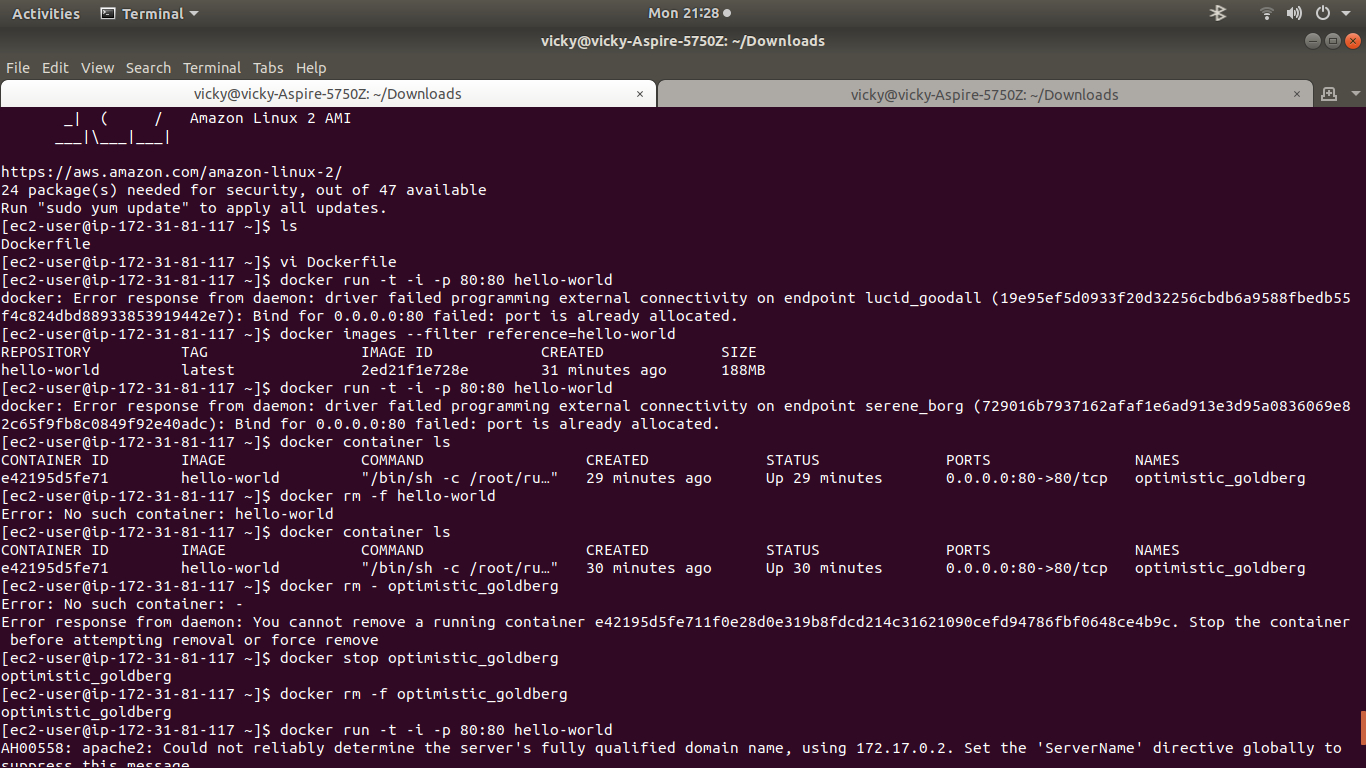 Activities Terminal Mon 21:28
vicky@vicky-Aspire-5750Z: ~/Downloads
File Edit View Search Terminal Tabs Help
vicky@vicky-Aspire-5750Z: ~/Downloads × vicky@vicky-Aspire-5750Z: ~/Downloads ×
_| ( / Amazon Linux 2 AMI
___|\___|___|
https://aws.amazon.com/amazon-linux-2/
24 package(s) needed for security, out of 47 available
Run "sudo yum update" to apply all updates.
[ec2-user@ip-172-31-81-117 ~]$ ls
Dockerfile
[ec2-user@ip-172-31-81-117 ~]$ vi Dockerfile
[ec2-user@ip-172-31-81-117 ~]$ docker run -t -i -p 80:80 hello-world
docker: Error response from daemon: driver failed programming external connectivity on endpoint lucid_goodall (19e95ef5d0933f20d32256cbdb6a9588fbedb55
f4c824dbd88933853919442e7): Bind for 0.0.0.0:80 failed: port is already allocated.
[ec2-user@ip-172-31-81-117 ~]$ docker images --filter reference=hello-world
REPOSITORY TAG IMAGE ID CREATED SIZE
hello-world latest 2ed21f1e728e 31 minutes ago 188MB
[ec2-user@ip-172-31-81-117 ~]$ docker run -t -i -p 80:80 hello-world
docker: Error response from daemon: driver failed programming external connectivity on endpoint serene_borg (729016b7937162afaf1e6ad913e3d95a0836069e8
2c65f9fb8c0849f92e40adc): Bind for 0.0.0.0:80 failed: port is already allocated.
[ec2-user@ip-172-31-81-117 ~]$ docker container ls
CONTAINER ID IMAGE COMMAND CREATED STATUS PORTS NAMES
e42195d5fe71 hello-world "/bin/sh -c /root/ru…" 29 minutes ago Up 29 minutes 0.0.0.0:80->80/tcp optimistic_goldberg
[ec2-user@ip-172-31-81-117 ~]$ docker rm -f hello-world
Error: No such container: hello-world
[ec2-user@ip-172-31-81-117 ~]$ docker container ls
CONTAINER ID IMAGE COMMAND CREATED STATUS PORTS NAMES
e42195d5fe71 hello-world "/bin/sh -c /root/ru…" 30 minutes ago Up 30 minutes 0.0.0.0:80->80/tcp optimistic_goldberg
[ec2-user@ip-172-31-81-117 ~]$ docker rm - optimistic_goldberg
Error: No such container: -
Error response from daemon: You cannot remove a running container e42195d5fe711f0e28d0e319b8fdcd214c31621090cefd94786fbf0648ce4b9c. Stop the container
before attempting removal or force remove
[ec2-user@ip-172-31-81-117 ~]$ docker stop optimistic_goldberg
optimistic_goldberg
[ec2-user@ip-172-31-81-117 ~]$ docker rm -f optimistic_goldberg
optimistic_goldberg
[ec2-user@ip-172-31-81-117 ~]$ docker run -t -i -p 80:80 hello-world
AH00558: apache2: Could not reliably determine the server's fully qualified domain name, using 172.17.0.2. Set the 'ServerName' directive globally to
suppress this message